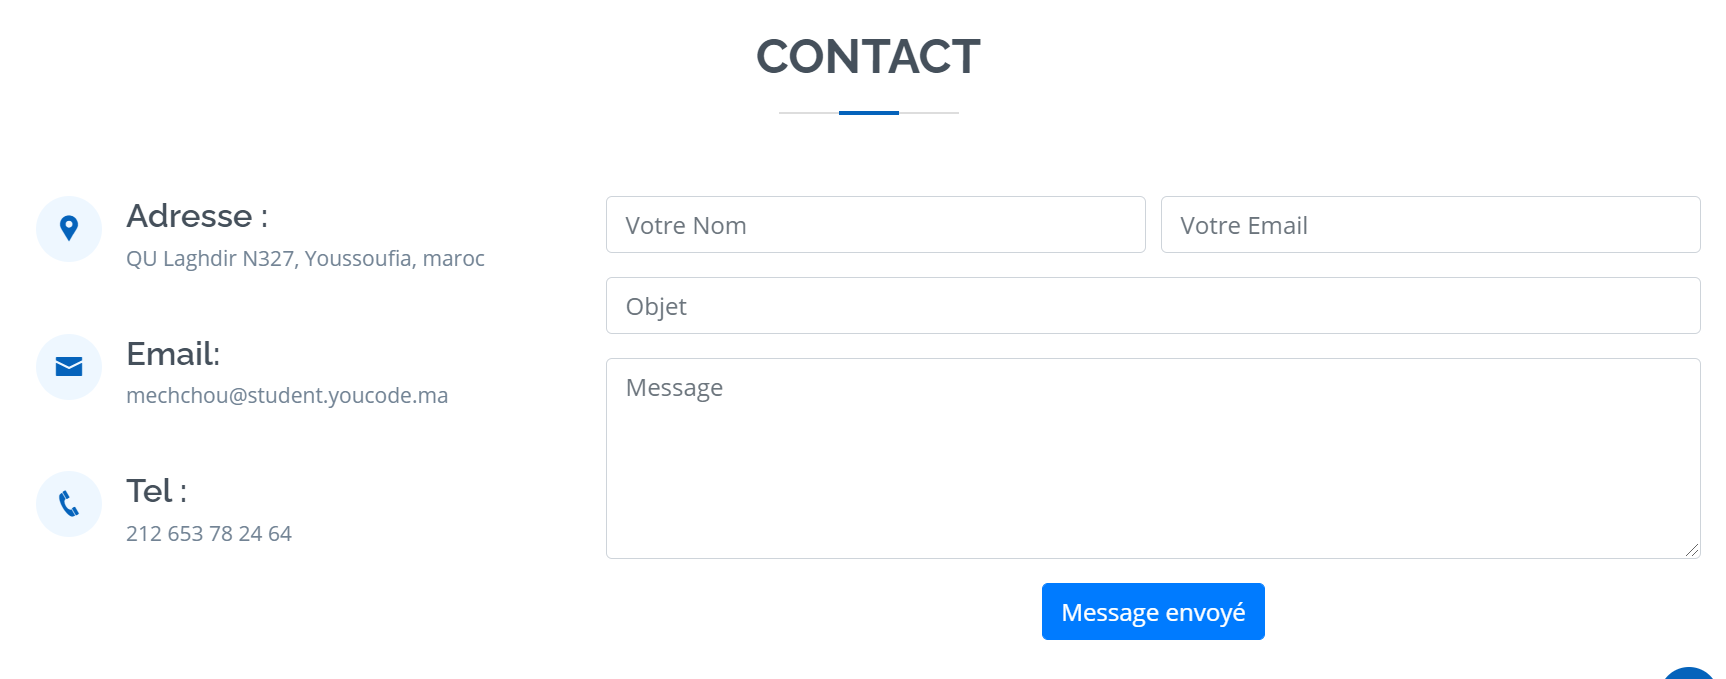 CONTACT
Adresse :
QU Laghdir N327, Youssoufia, maroc
Email:
mechchou@student.youcode.ma
Tel :
212 653 78 24 64
Votre Nom
Votre Email
Objet
Message
Message envoyé